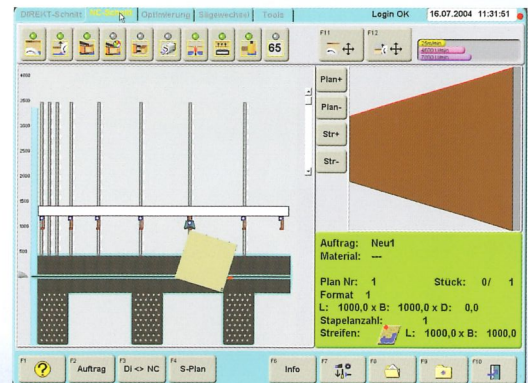 DIREKT-Schnitt NC-Schnitt Optimierung Sägewechsel Tools Login OK 16.07.2004 11:31:51
65
F11 F12
Plan+
Plan-
Str+
Str-
Auftrag: Neu1
Material: ---
Plan Nr: 1 Stück: 0/ 1
Format 1
L: 1000,0 x B: 1000,0 x D: 0,0
Stapelanzahl: 1
Streifen: L: 1000,0 x B: 1000,0
F1 F2 Auftrag F3 DI <> NC F4 S-Plan F6 Info F7 F8 F9 F10